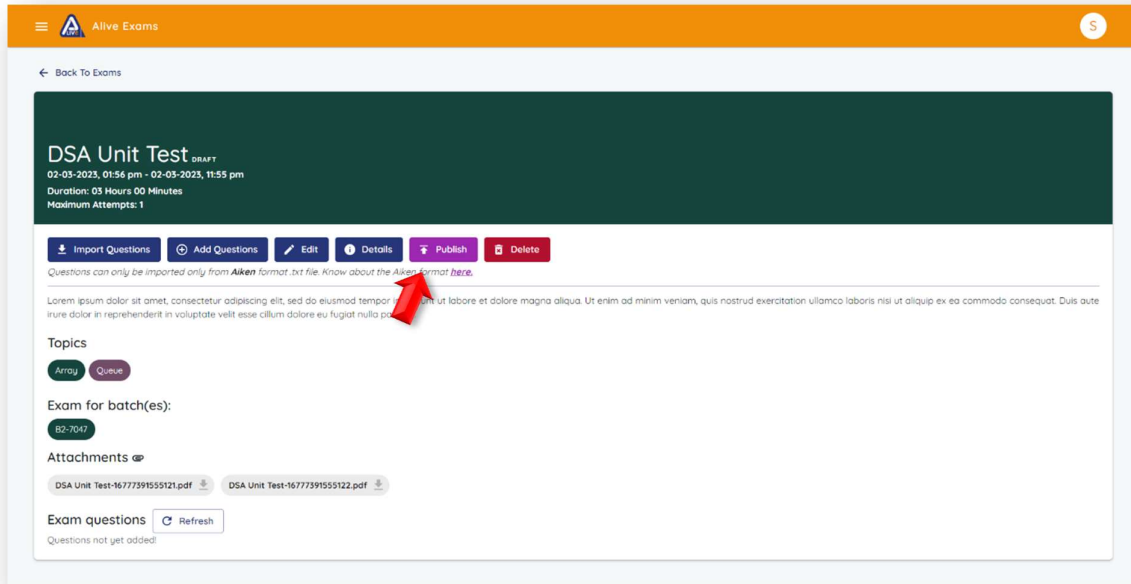 ALIVE
Alive Exams
S
Back To Exams
DSA Unit Test DRAFT
02-03-2023, 01:56 pm - 02-03-2023, 11:55 pm
Duration: 03 Hours 00 Minutes
Maximum Attempts: 1
Import Questions Add Questions Edit Details Publish Delete
Questions can only be imported only from Aiken format .txt file. Know about the Aiken format here.
Lorem ipsum dolor sit amet, consectetur adipiscing elit, sed do eiusmod tempor ut labore et dolore magna aliqua. Ut enim ad minim veniam, quis nostrud exercitation ullamco laboris nisi ut aliquip ex ea commodo consequat. Duis aute
irure dolor in reprehenderit in voluptate velit esse cillum dolore eu fugiat nulla
Topics
Array Queue
Exam for batch(es):
B2-7047
Attachments
DSA Unit Test-16777391555121.pdf DSA Unit Test-16777391555122.pdf
Exam questions Refresh
Questions not yet added!